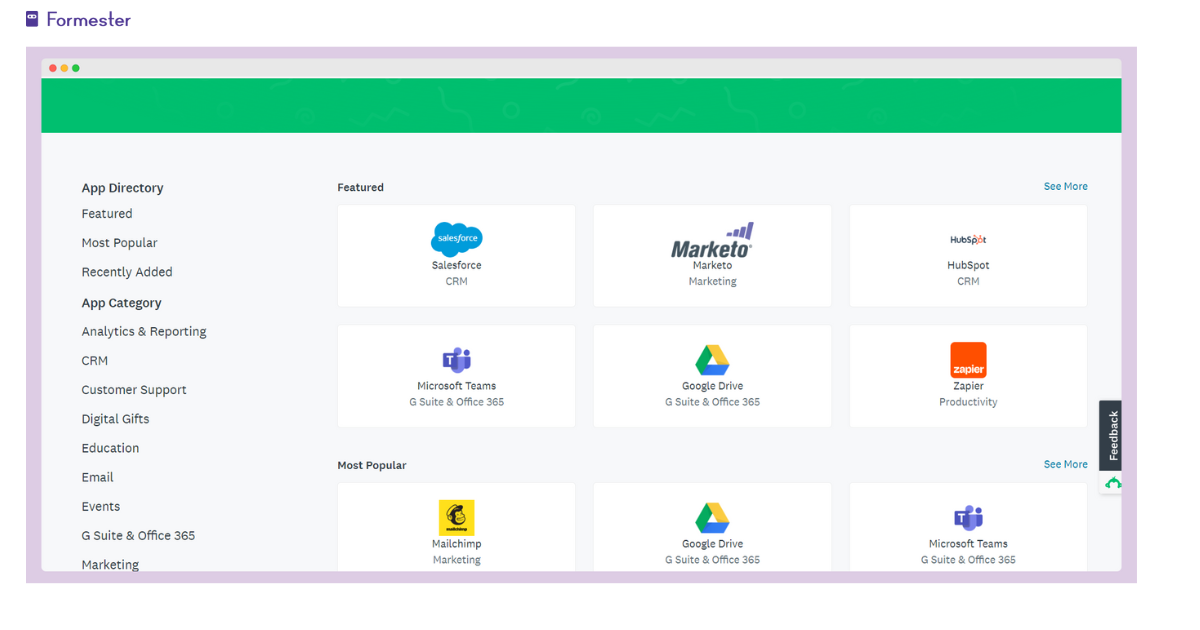 Formester
App Directory
Featured
Most Popular
Recently Added
App Category
Analytics & Reporting
CRM
Customer Support
Digital Gifts
Education
Email
Events
G Suite & Office 365
Marketing
Featured
See More
salesforce
Salesforce
CRM
Marketo
Marketo
Marketing
HubSpot
HubSpot
CRM
Microsoft Teams
G Suite & Office 365
Google Drive
G Suite & Office 365
zapier
Zapier
Productivity
Most Popular
See More
mailchimp
Mailchimp
Marketing
Google Drive
G Suite & Office 365
Microsoft Teams
G Suite & Office 365
Feedback